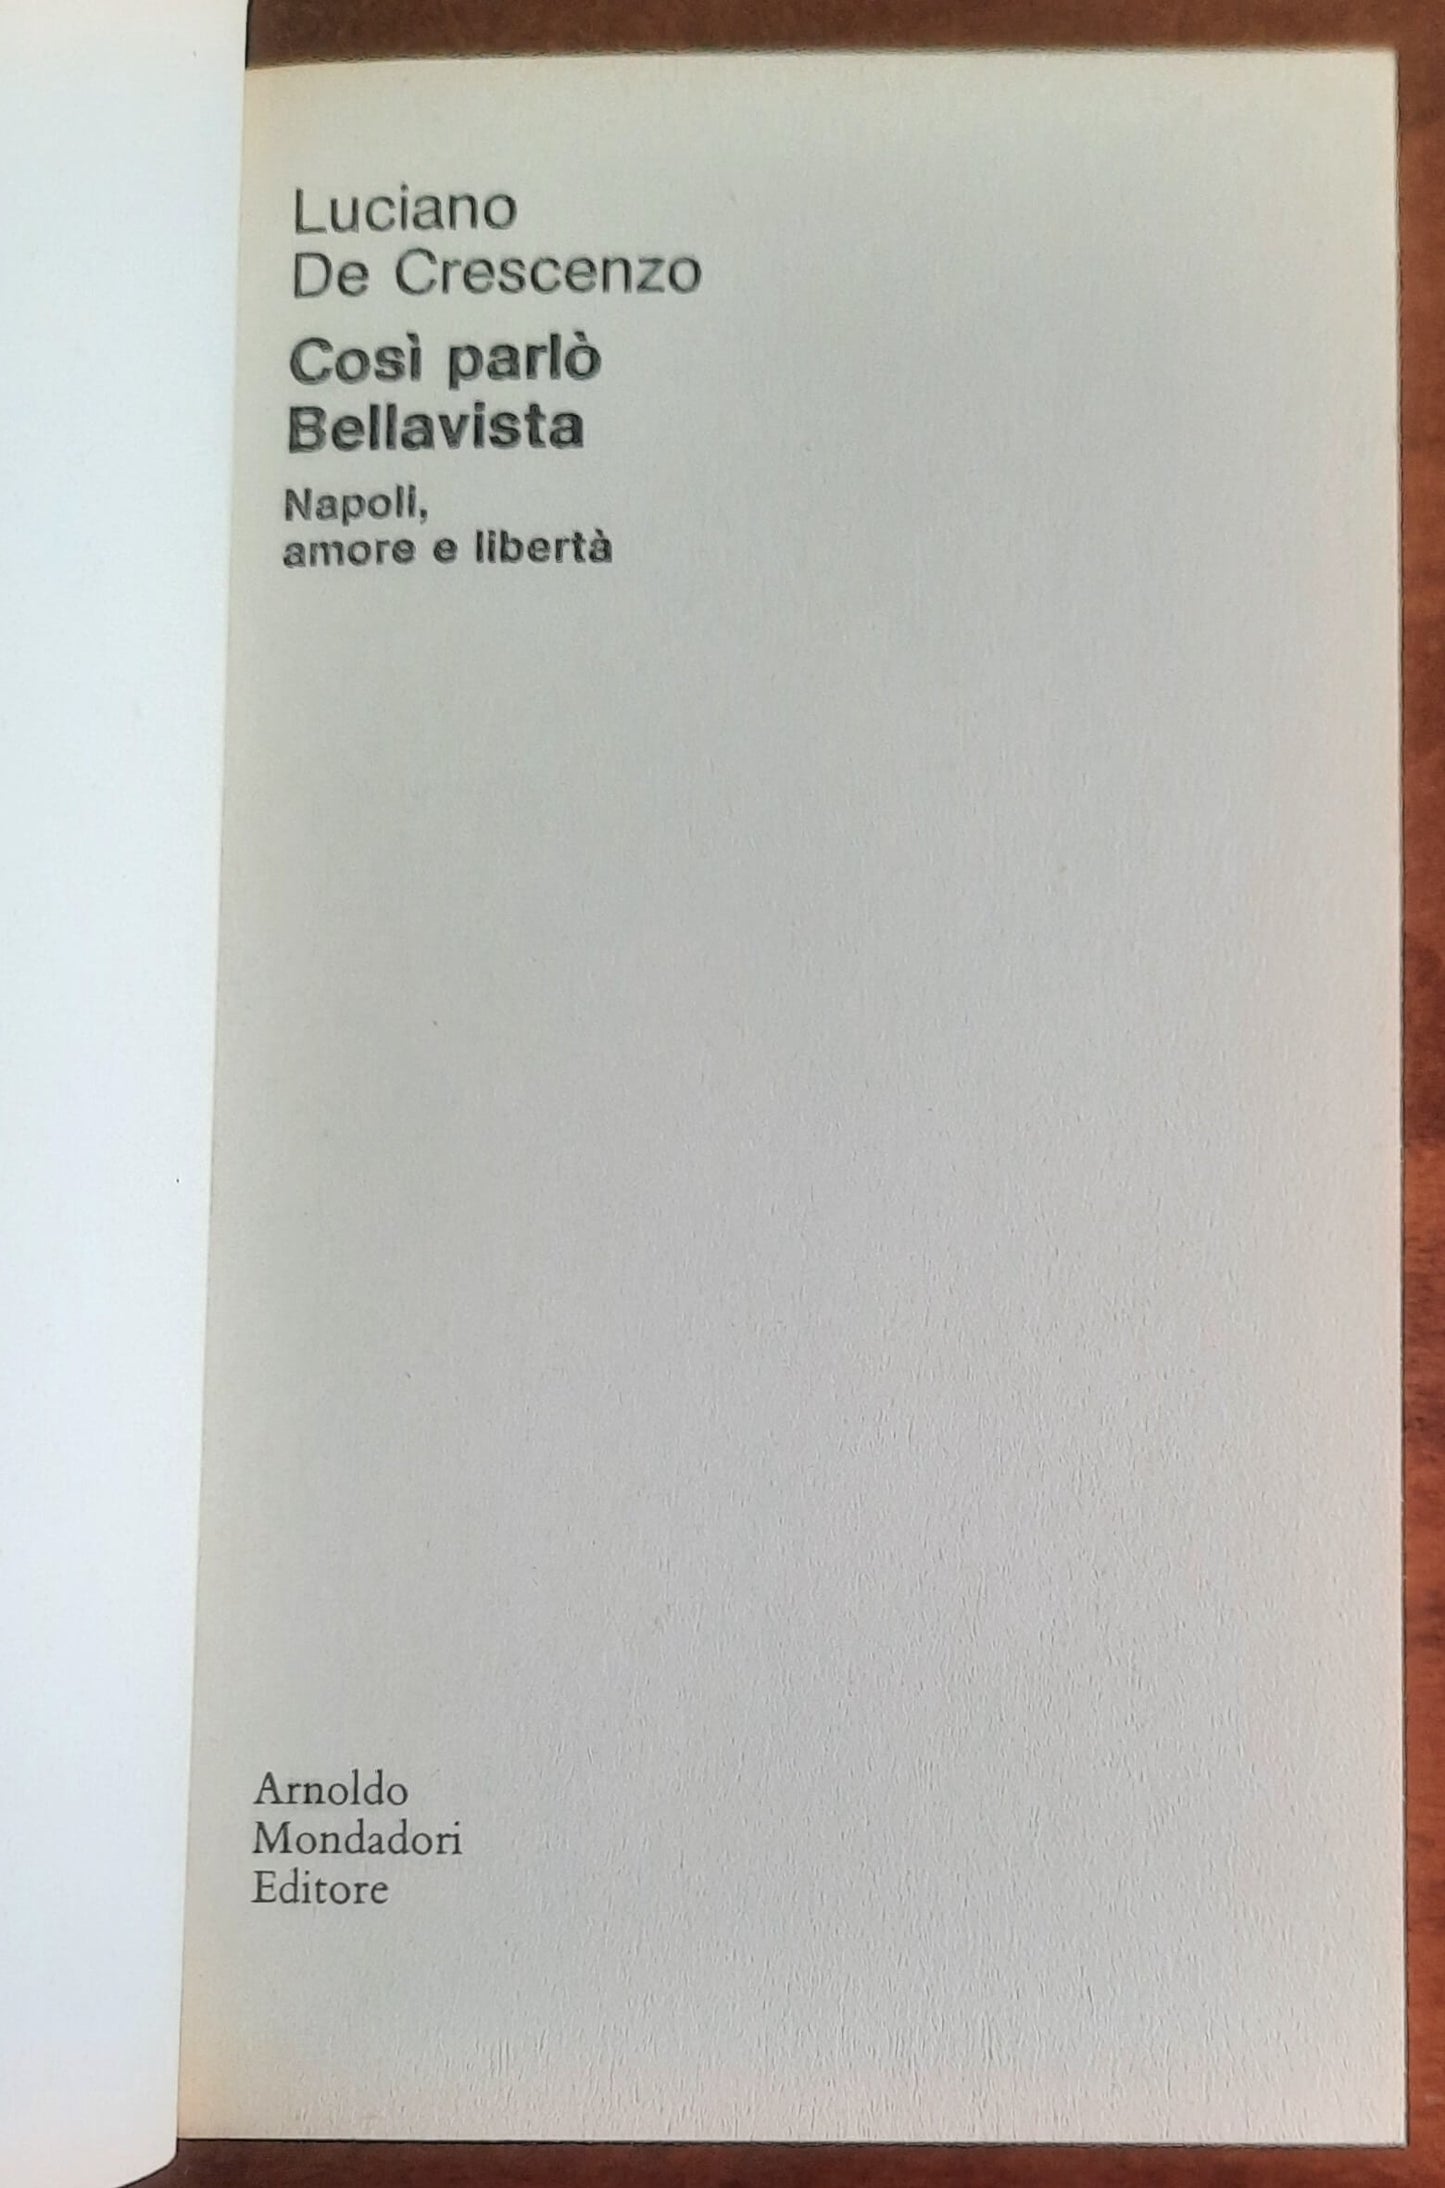 Luciano
De Crescenzo
Così parlò
Bellavista
Napoli,
amore e libertà
Arnoldo
Mondadori
Editore